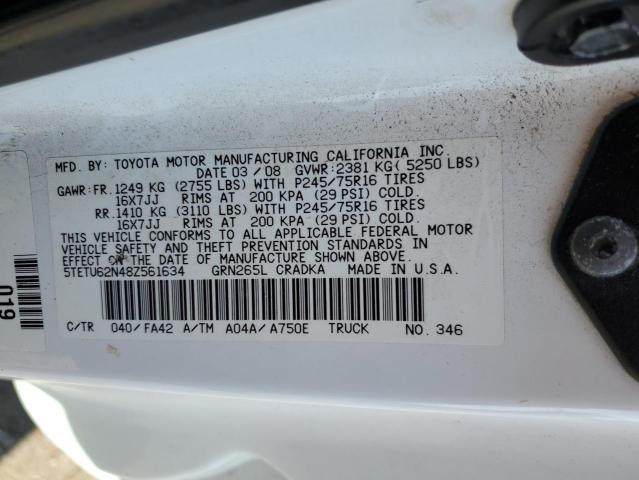 MFD. BY: TOYOTA MOTOR MANUFACTURING CALIFORNIA INC.
DATE 03 / 08 GVWR: 2381 KG( 5250 LBS)
GAWR: FR. 1249 KG (2755 LBS) WITH P245/75R16 TIRES
16X7JJ RIMS AT 200 KPA (29 PSI) COLD.
RR. 1410 KG (3110 LBS) WITH P245/75R16 TIRES
16X7JJ RIMS AT 200 KPA (29 PSI) COLD.
THIS VEHICLE CONFORMS TO ALL APPLICABLE FEDERAL MOTOR
VEHICLE SAFETY AND THEFT PREVENTION STANDARDS IN
EFFECT ON THE DATE OF MANUFACTURE SHOWN ABOVE.
5TETU62N48Z561634 GRN265L CRADKA MADE IN U.S.A.
C/TR 040/FA42 A/TM A04A/A750E TRUCK NO. 346
019